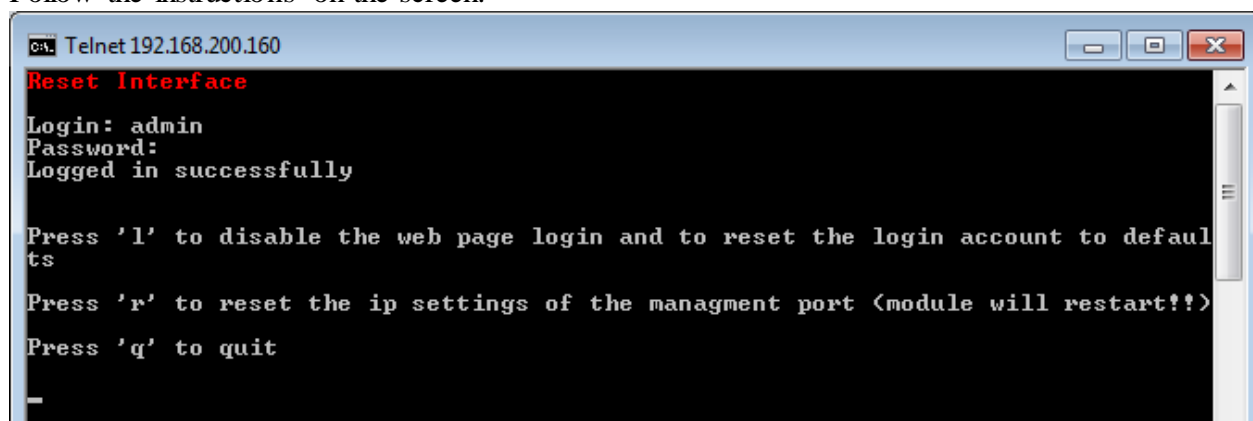 Follow the instructions on the screen.
Telnet 192.168.200.160
Reset Interface
Login: admin
Password:
Logged in successfully
Press 'l' to disable the web page login and to reset the login account to defaul
ts
Press 'r' to reset the ip settings of the managment port (module will restart!!)
Press 'q' to quit